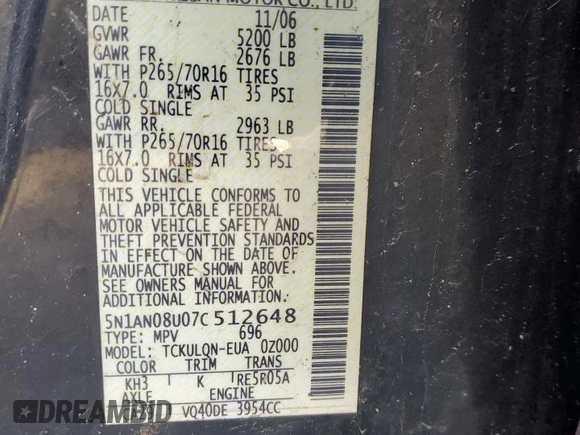 NISSAN MOTOR CO., LTD.
DATE 11/06
GVWR 5200 LB
GAWR FR. 2676 LB
WITH P265/70R16 TIRES
16X7.0 RIMS AT 35 PSI
COLD SINGLE
GAWR RR. 2963 LB
WITH P265/70R16 TIRES
16X7.0 RIMS AT 35 PSI
COLD SINGLE
THIS VEHICLE CONFORMS TO
ALL APPLICABLE FEDERAL
MOTOR VEHICLE SAFETY AND
THEFT PREVENTION STANDARDS
IN EFFECT ON THE DATE OF
MANUFACTURE SHOWN ABOVE.
SEE OWNERS MANUAL FOR
ADDITIONAL INFORMATION.
5N1AN08U07C512648
TYPE: MPV 696
MODEL: TCKULQN-EUA 0Z000
COLOR TRIM TRANS
KH3 K RE5R05A
AXLE ENGINE
VQ40DE 3954CC
DREAMBID